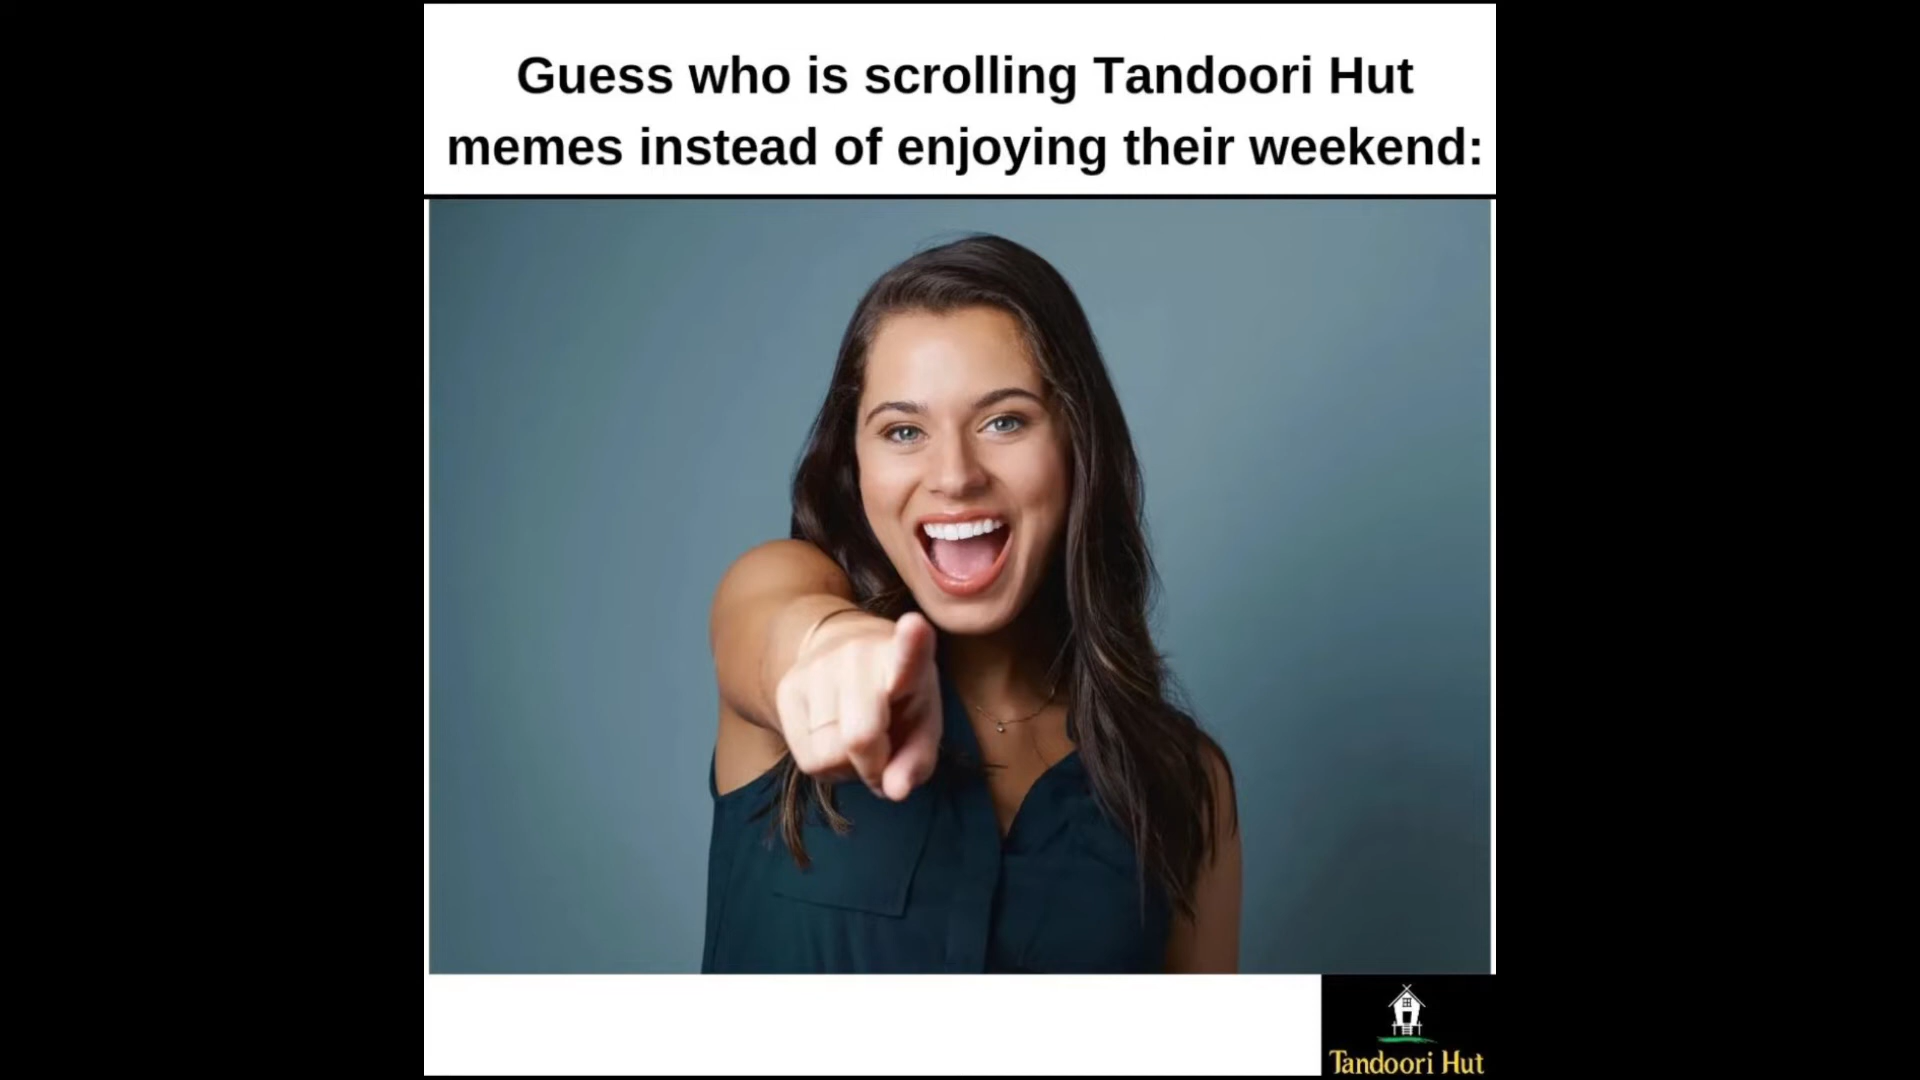 Guess who is scrolling Tandoori Hut
memes instead of enjoying their weekend:
Tandoori Hut